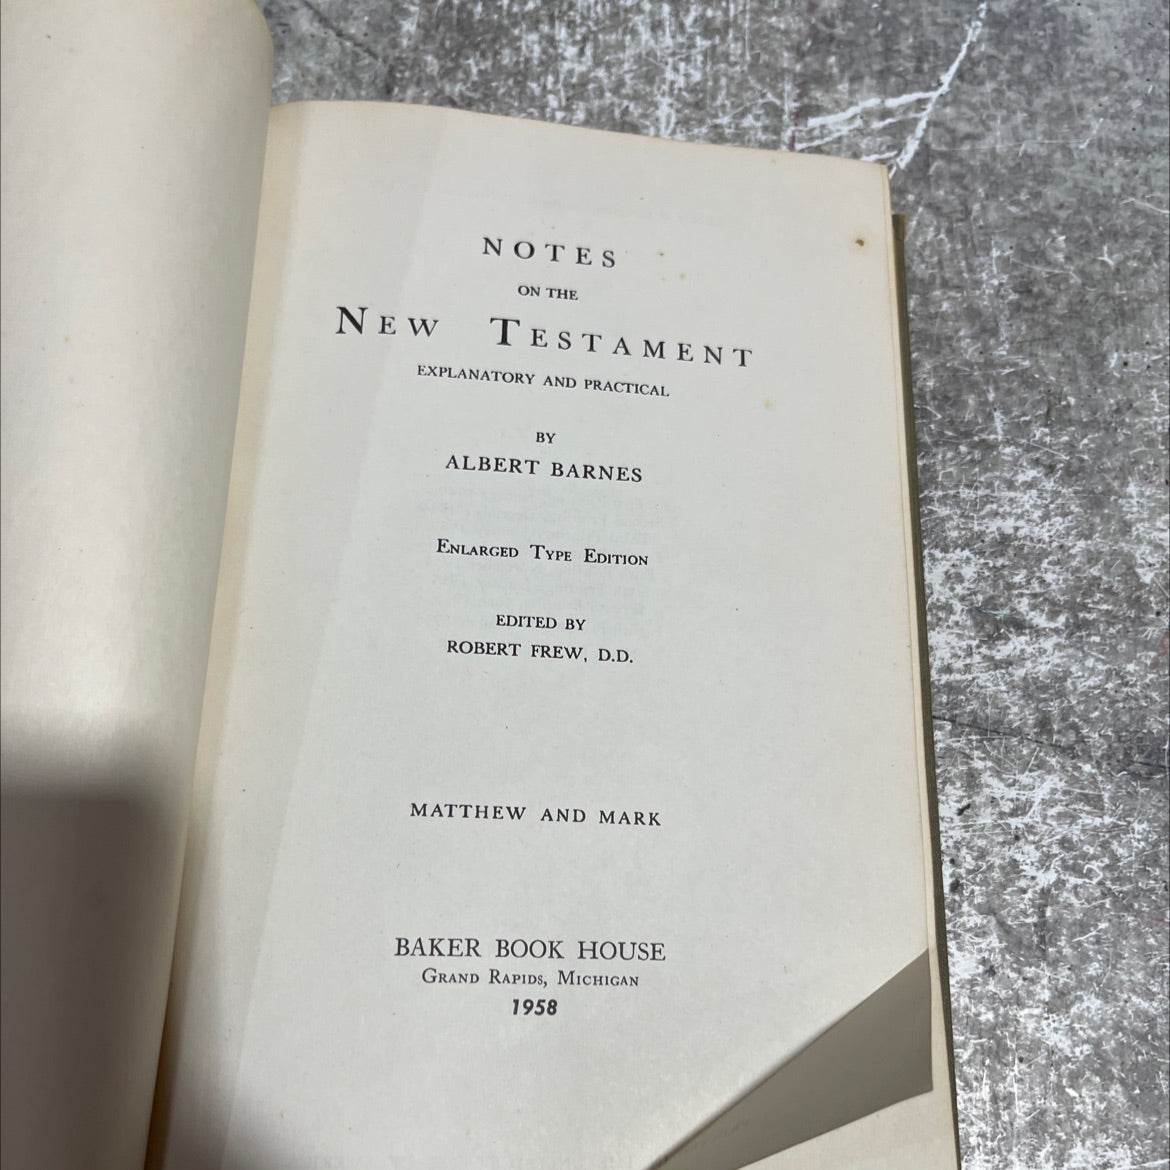 NOTES
ON THE
NEW TESTAMENT
EXPLANATORY AND PRACTICAL
BY
ALBERT BARNES
ENLARGED TYPE EDITION
EDITED BY
ROBERT FREW, D.D.
MATTHEW AND MARK
BAKER BOOK HOUSE
GRAND RAPIDS, MICHIGAN
1958